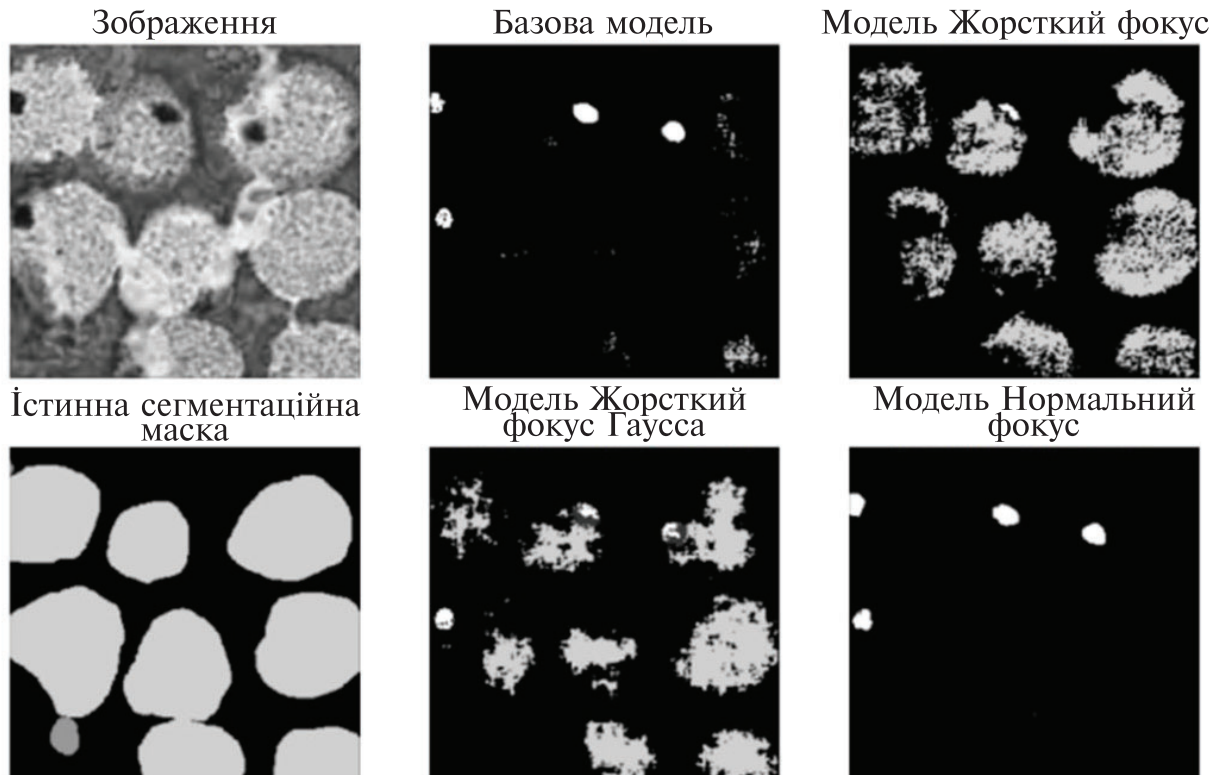 Зображення
Базова модель
Модель Жорсткий фокус
Істинна сегментаційна
маска
Модель Жорсткий
фокус Гаусса
Модель Нормальний
фокус